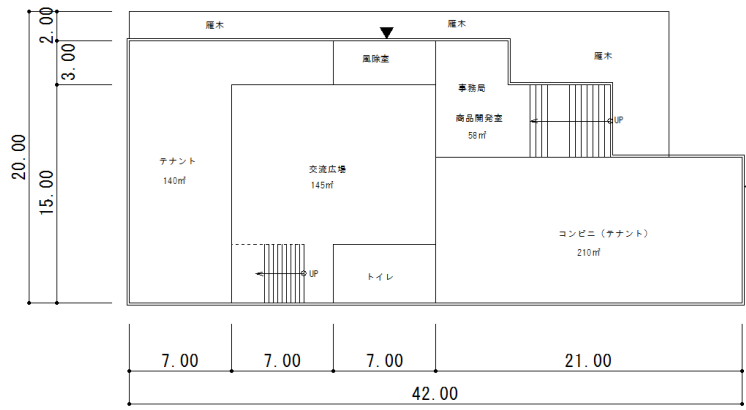 雁木
雁木
雁木
2.00
3.00
15.00
20.00
風除室
事務局
商品開発室
58㎡
UP
テナント
140㎡
交流広場
145㎡
コンビニ（テナント）
210㎡
UP
トイレ
7.00
7.00
7.00
21.00
42.00